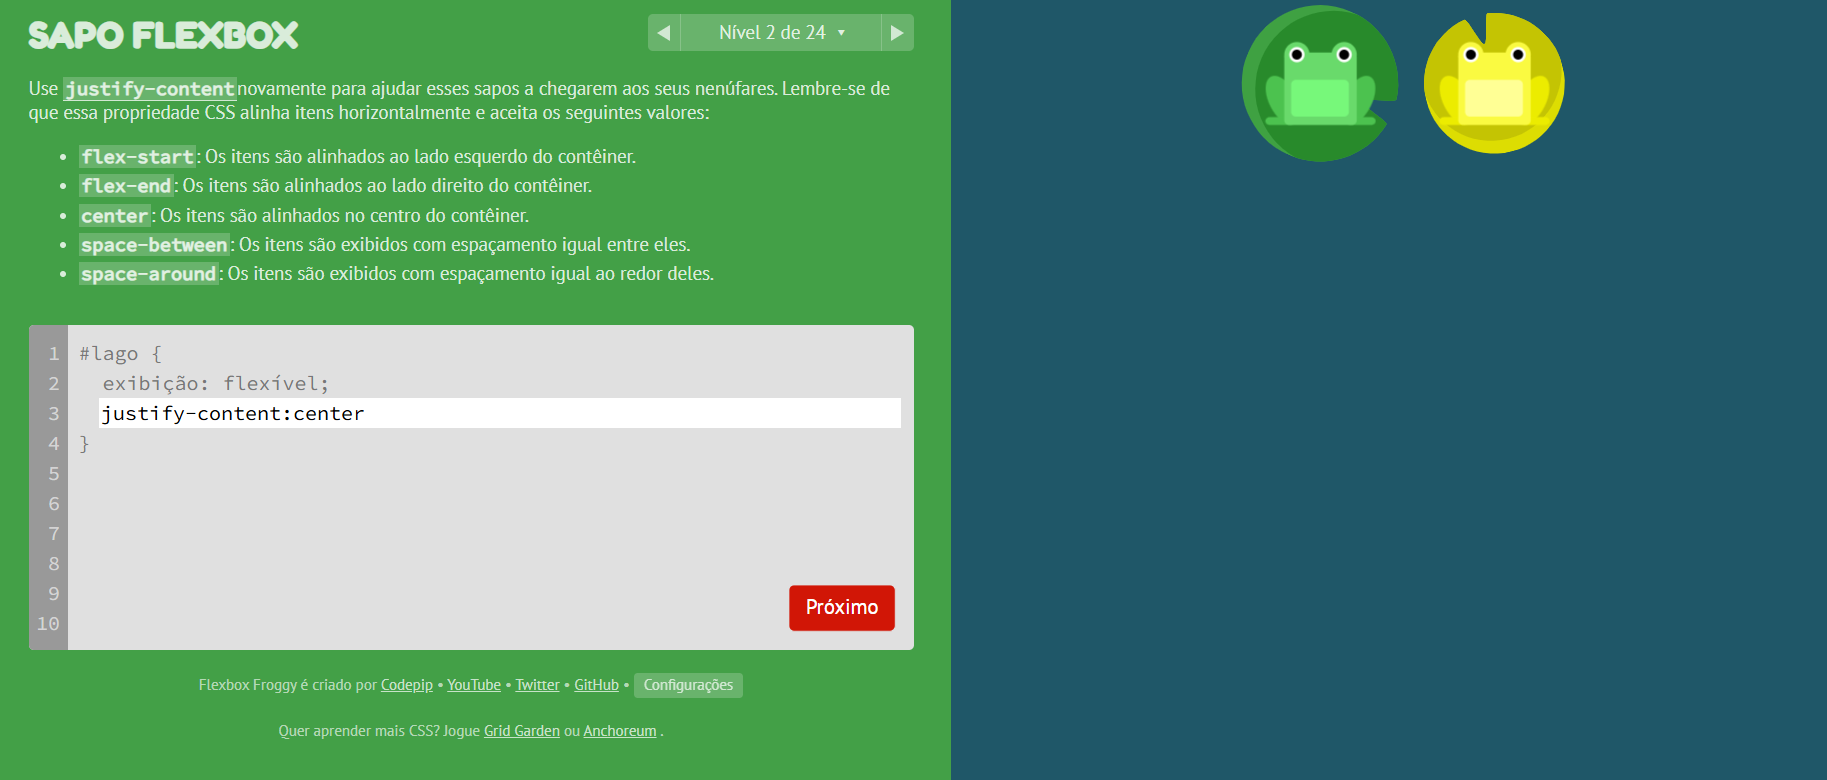 SAPO FLEXBOX
Nível 2 de 24
Use justify-content novamente para ajudar esses sapos a chegarem aos seus nenúfares. Lembre-se de
que essa propriedade CSS alinha itens horizontalmente e aceita os seguintes valores:
• flex-start: Os itens são alinhados ao lado esquerdo do contêiner.
• flex-end: Os itens são alinhados ao lado direito do contêiner.
• center: Os itens são alinhados no centro do contêiner.
• space-between: Os itens são exibidos com espaçamento igual entre eles.
• space-around: Os itens são exibidos com espaçamento igual ao redor deles.
1 #lago {
2 exibição: flexível;
3 justify-content:center
4 }
5
6
7
8
9
10
Próximo
Flexbox Froggy é criado por Codepip • YouTube • Twitter • GitHub • Configurações
Quer aprender mais CSS? Jogue Grid Garden ou Anchoreum .